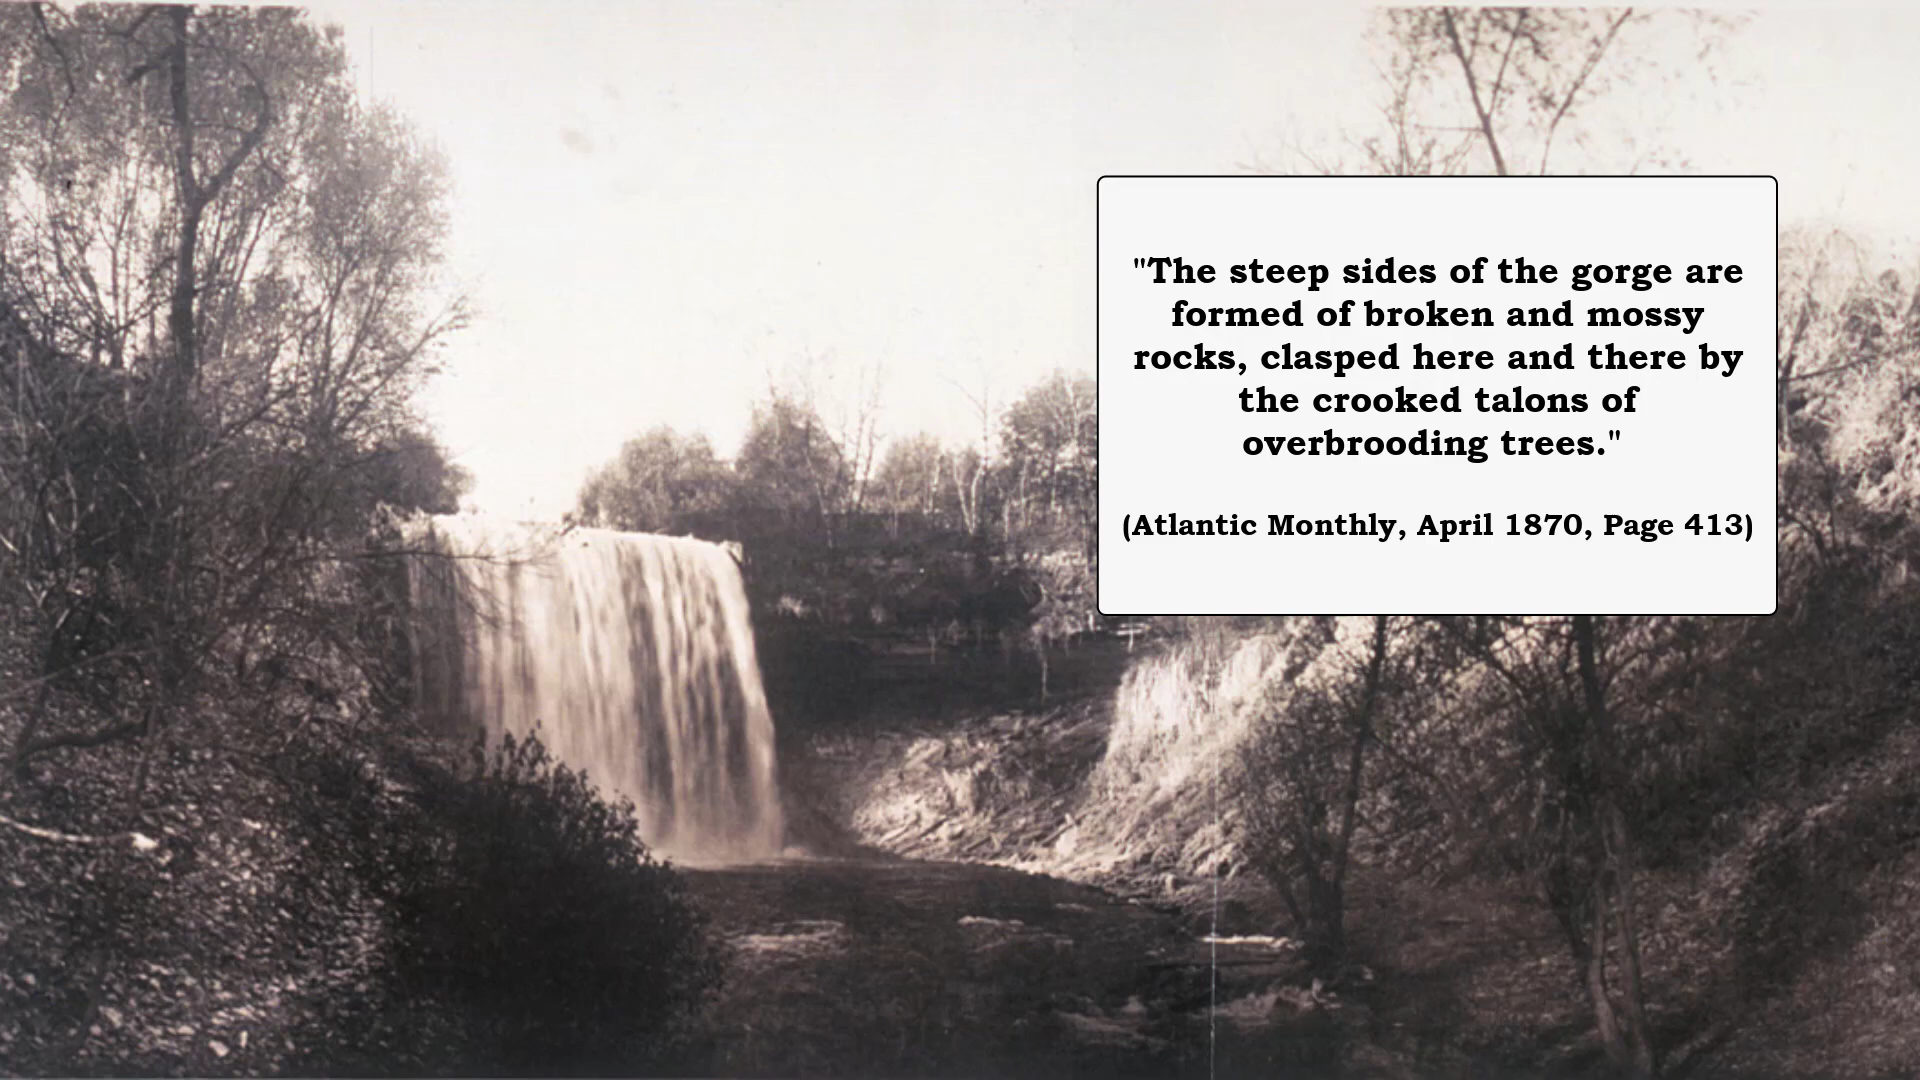 "The steep sides of the gorge are
formed of broken and mossy
rocks, clasped here and there by
the crooked talons of
overbrooding trees."
(Atlantic Monthly, April 1870, Page 413)